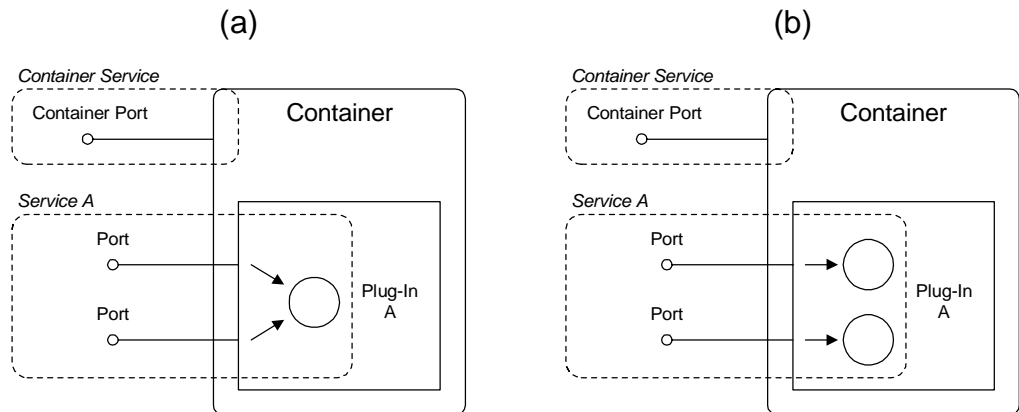 (a)
Container Service
Container Port
Container
Service A
Port
Port
Plug-In
A
(b)
Container Service
Container Port
Container
Service A
Port
Port
Plug-In
A